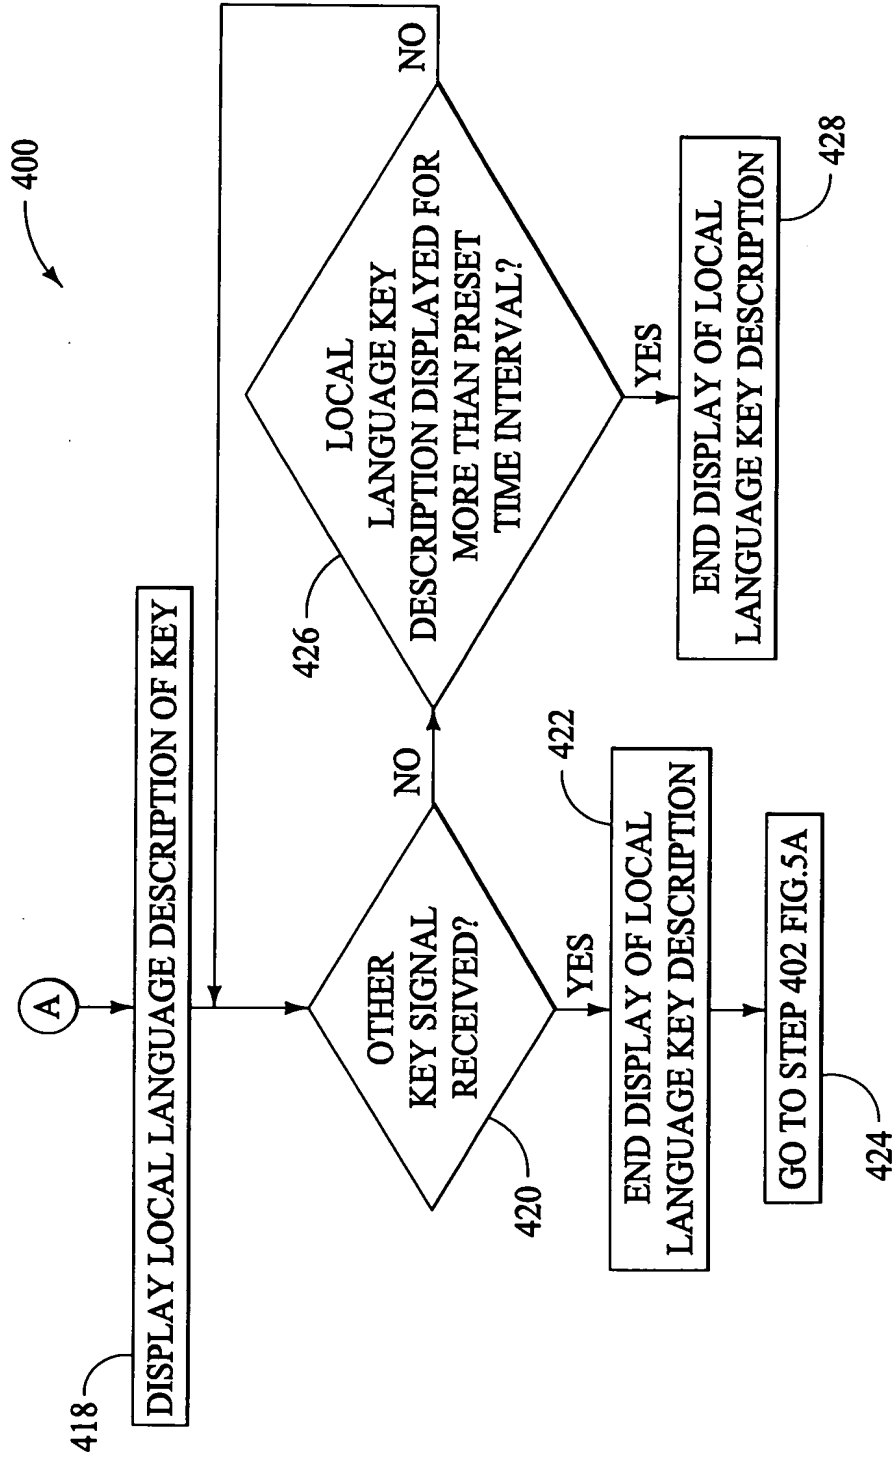 400
A
418
DISPLAY LOCAL LANGUAGE DESCRIPTION OF KEY
OTHER
KEY SIGNAL
RECEIVED?
420
NO
YES
426
LOCAL
LANGUAGE KEY
DESCRIPTION DISPLAYED FOR
MORE THAN PRESET
TIME INTERVAL?
NO
YES
422
END DISPLAY OF LOCAL
LANGUAGE KEY DESCRIPTION
END DISPLAY OF LOCAL
LANGUAGE KEY DESCRIPTION
428
GO TO STEP 402 FIG.5A
424